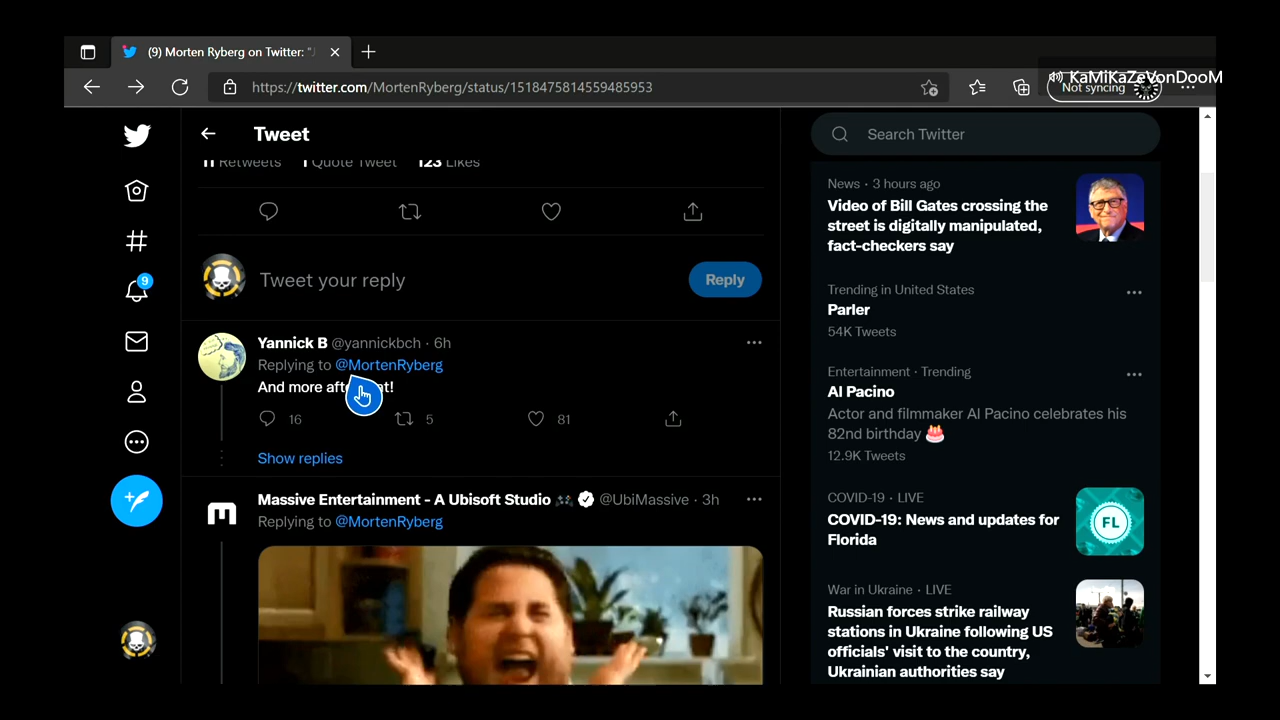 (9) Morten Ryberg on Twitter: "J
https://twitter.com/MortenRyberg/status/1518475814559485953
KaMiKaZeVonDooM
Not syncing
Tweet
Search Twitter
11 Retweets 1 Quote Tweet 123 Likes
Tweet your reply
Reply
Yannick B @yannickbch · 6h
Replying to @MortenRyberg
And more
16 5 81
Show replies
Massive Entertainment - A Ubisoft Studio @UbiMassive · 3h
Replying to @MortenRyberg
News · 3 hours ago
Video of Bill Gates crossing the
street is digitally manipulated,
fact-checkers say
Trending in United States
Parler
54K Tweets
Entertainment · Trending
Al Pacino
Actor and filmmaker Al Pacino celebrates his
82nd birthday
12.9K Tweets
COVID-19 · LIVE
COVID-19: News and updates for
Florida
FL
War in Ukraine · LIVE
Russian forces strike railway
stations in Ukraine following US
officials' visit to the country,
Ukrainian authorities say
9